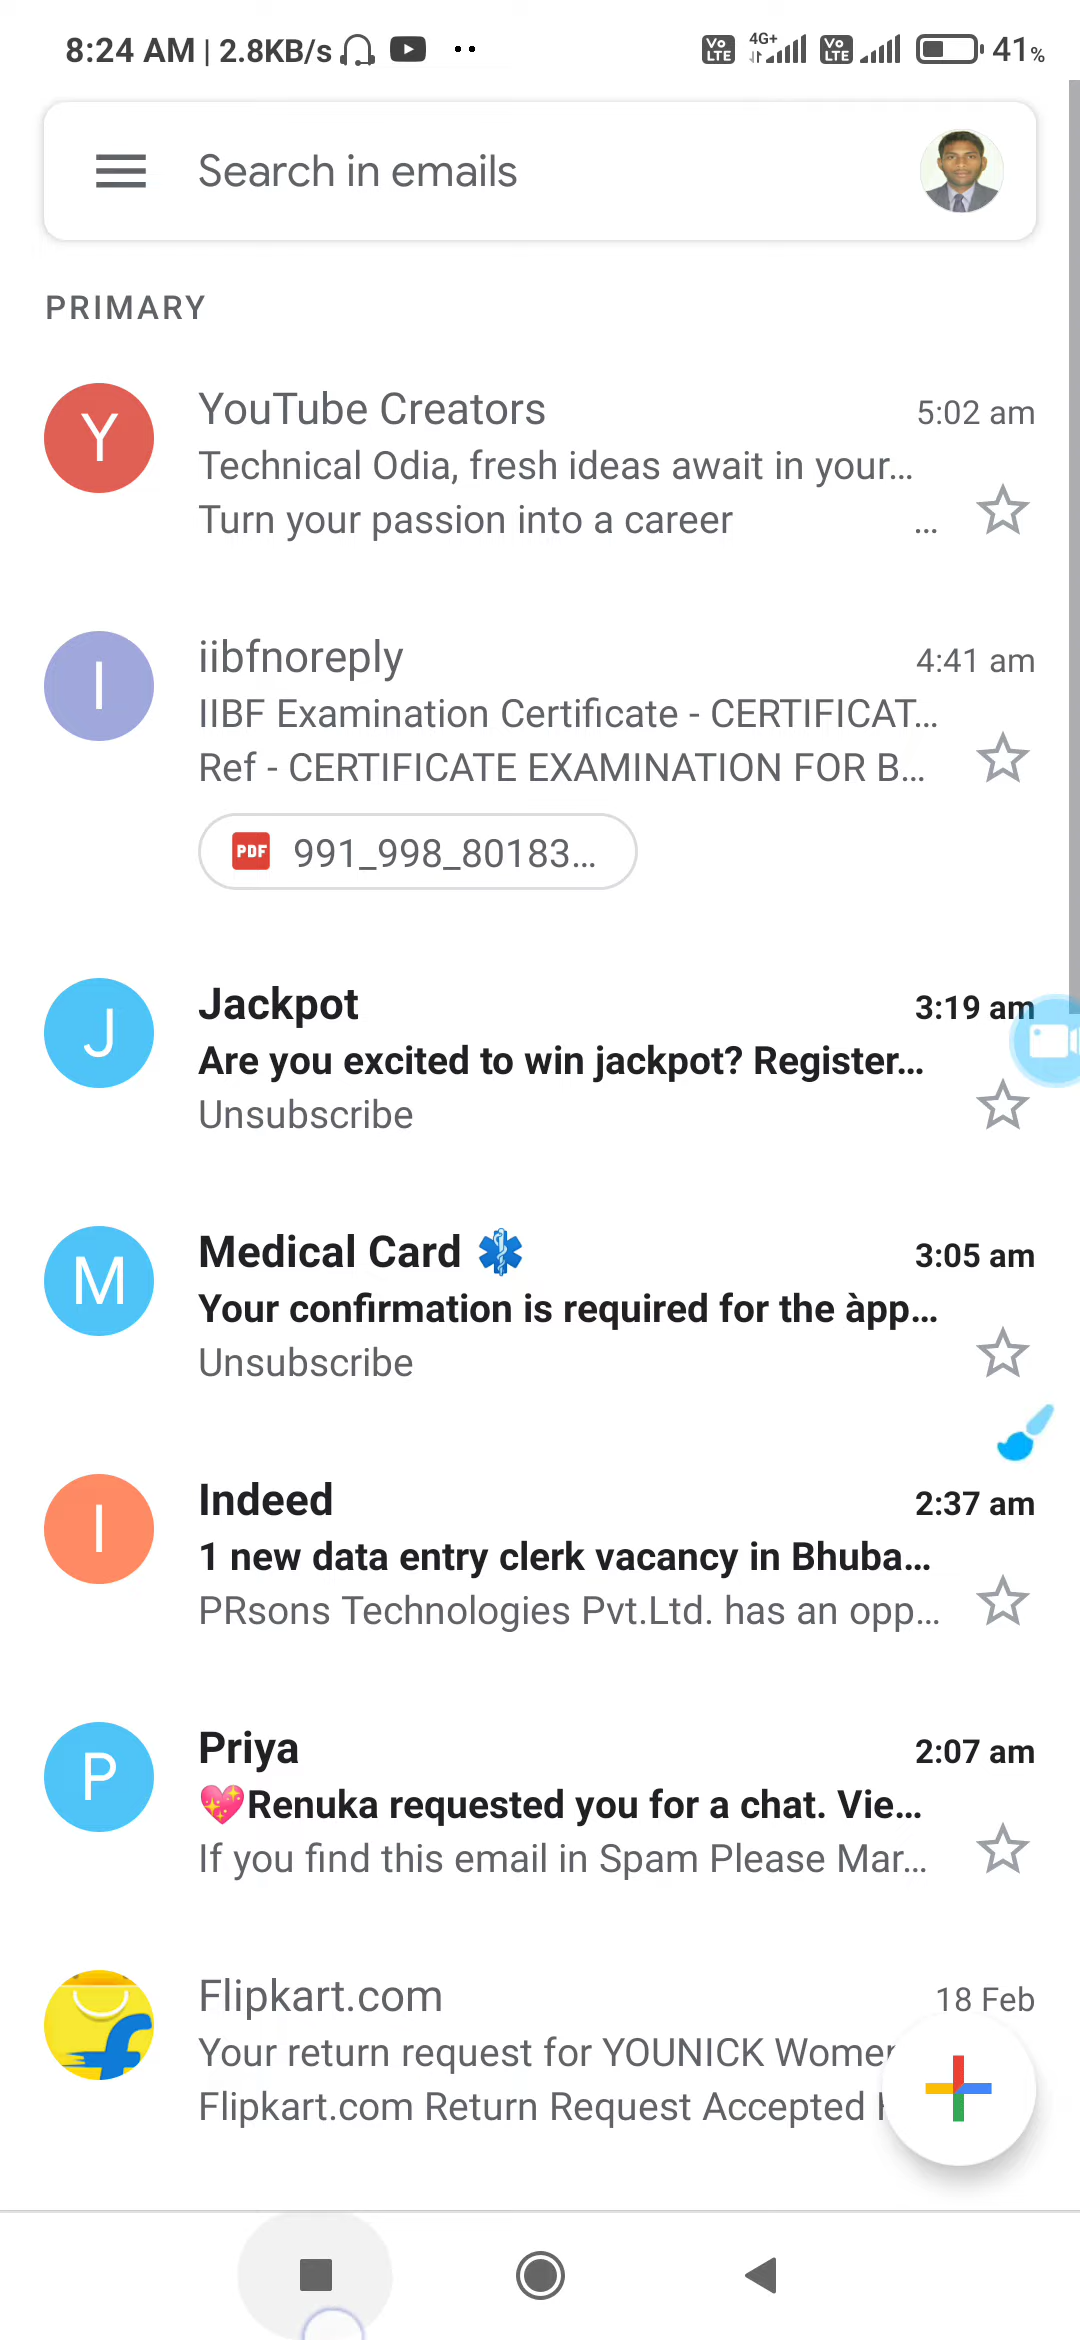 8:24 AM | 2.8KB/s
Vo LTE 4G+ Vo LTE 41%
Search in emails
PRIMARY
Y
YouTube Creators 5:02 am
Technical Odia, fresh ideas await in your...
Turn your passion into a career ...
I
iibfnoreply 4:41 am
IIBF Examination Certificate - CERTIFICAT...
Ref - CERTIFICATE EXAMINATION FOR B...
PDF 991_998_80183...
J
Jackpot 3:19 am
Are you excited to win jackpot? Register...
Unsubscribe
M
Medical Card 3:05 am
Your confirmation is required for the àpp...
Unsubscribe
I
Indeed 2:37 am
1 new data entry clerk vacancy in Bhuba...
PRsons Technologies Pvt.Ltd. has an opp...
P
Priya 2:07 am
💖Renuka requested you for a chat. Vie...
If you find this email in Spam Please Mar...
Flipkart.com 18 Feb
Your return request for YOUNICK Women
Flipkart.com Return Request Accepted